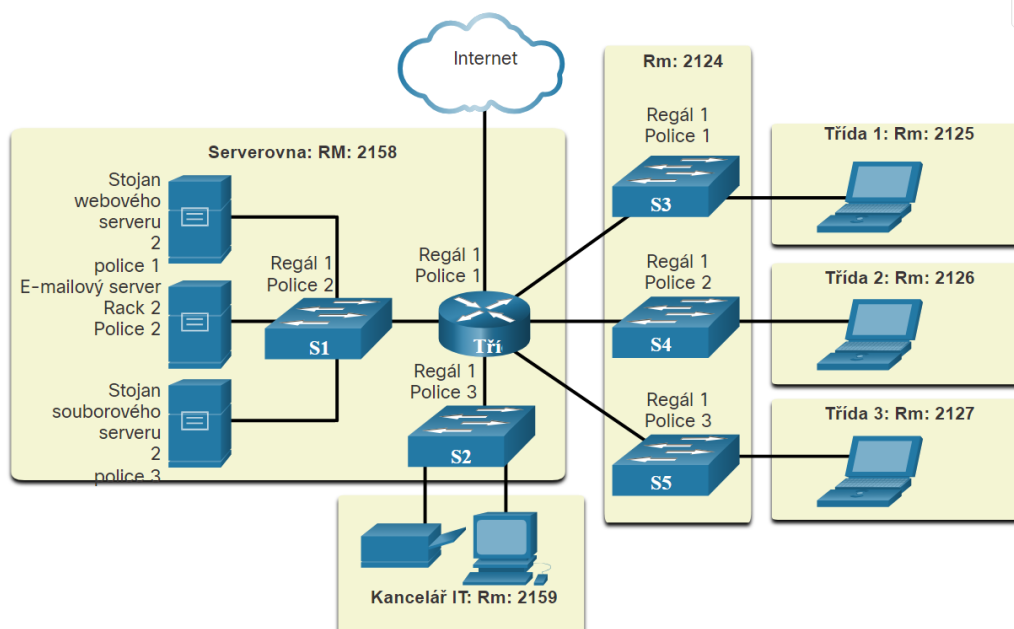 Internet
Rm: 2124
Regál 1
Police 1
S3
Třída 1: Rm: 2125
Serverovna: RM: 2158
Stojan
webového
serveru
2
police 1
E-mailový server
Rack 2
Police 2
Stojan
souborového
serveru
2
police 3
Regál 1
Police 2
S1
Regál 1
Police 1
Tří
Regál 1
Police 3
S2
Regál 1
Police 2
S4
Třída 2: Rm: 2126
Regál 1
Police 3
S5
Třída 3: Rm: 2127
Kancelář IT: Rm: 2159